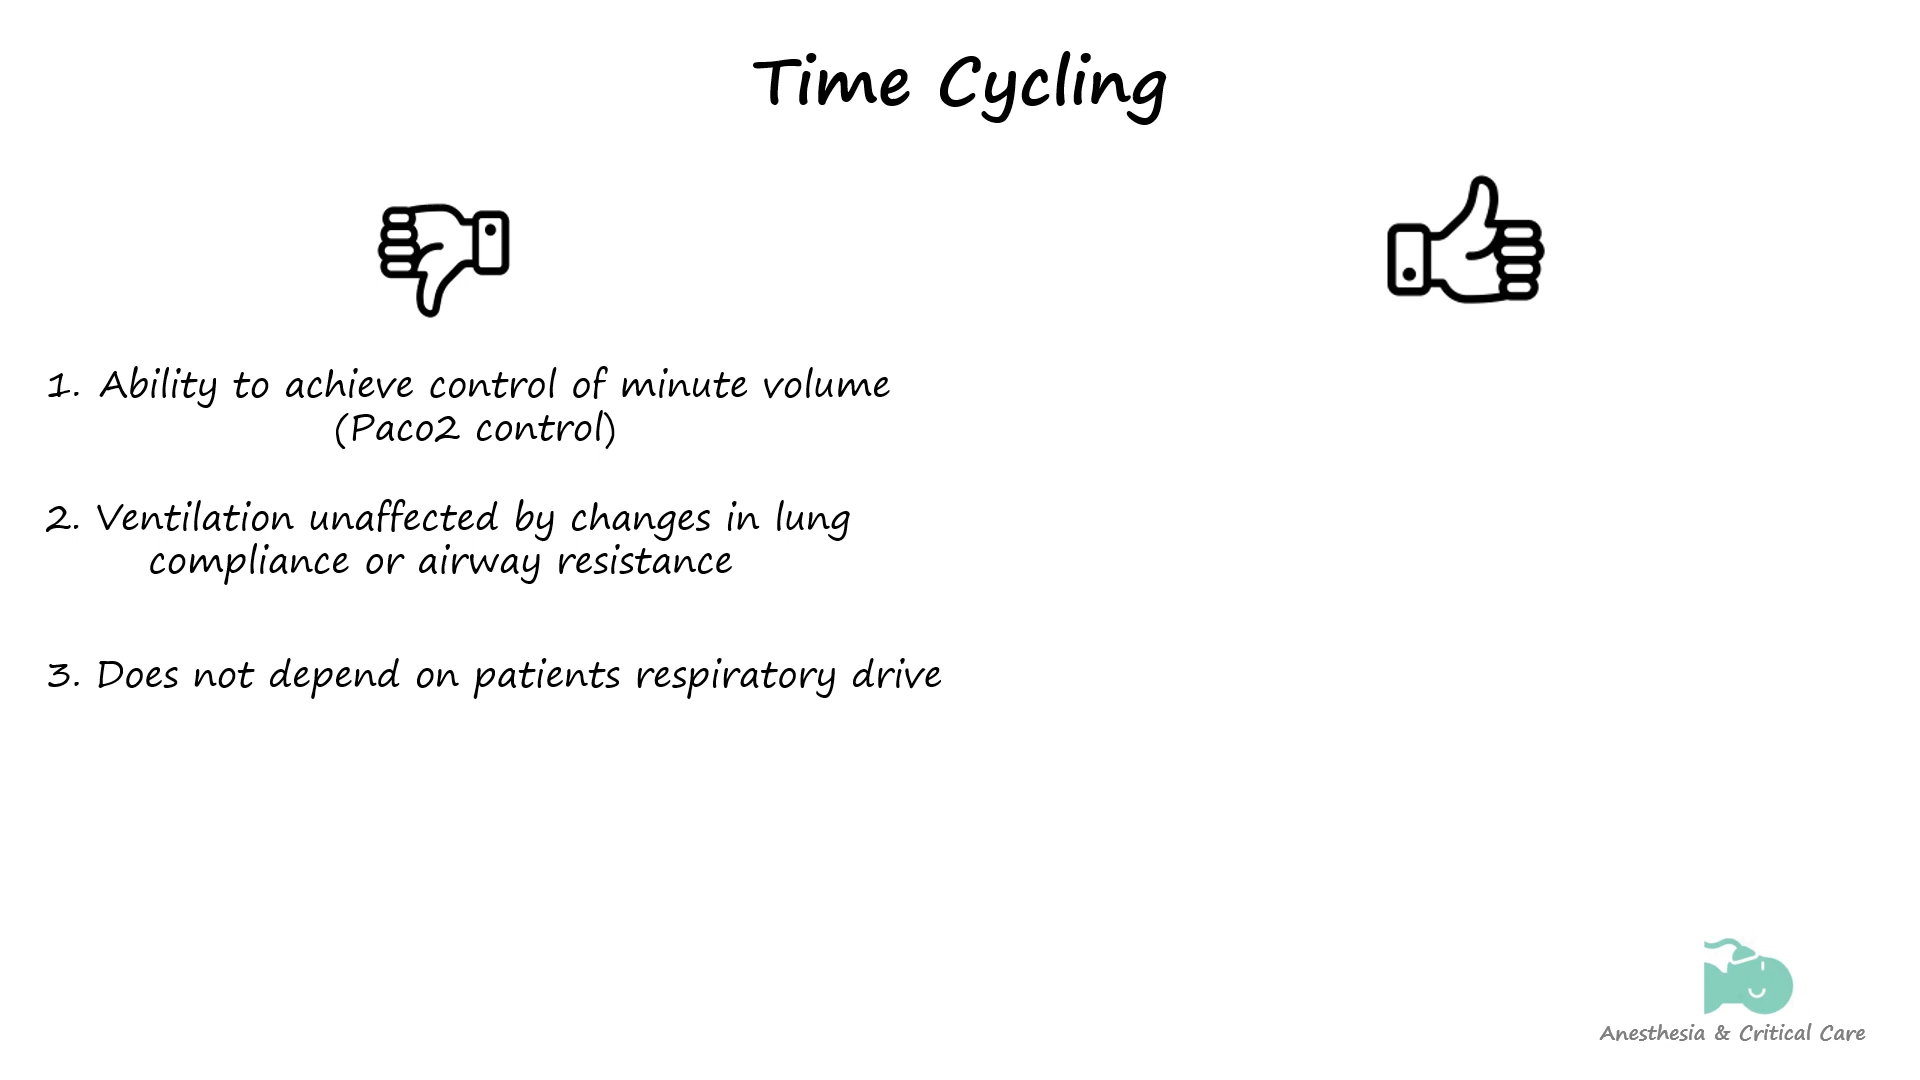 Time Cycling
1. Ability to achieve control of minute volume
(Paco2 control)
2. Ventilation unaffected by changes in lung
compliance or airway resistance
3. Does not depend on patients respiratory drive
Anesthesia & Critical Care